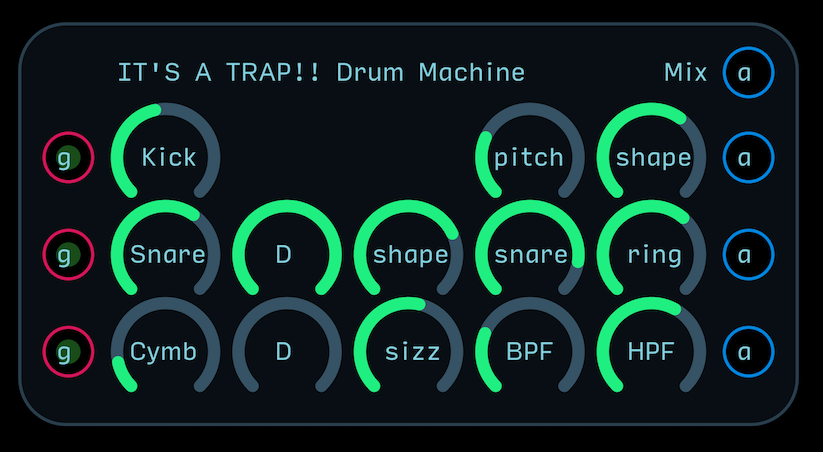 IT'S A TRAP!! Drum Machine Mix a
g Kick pitch shape a
g Snare D shape snare ring a
g Cymb D sizz BPF HPF a